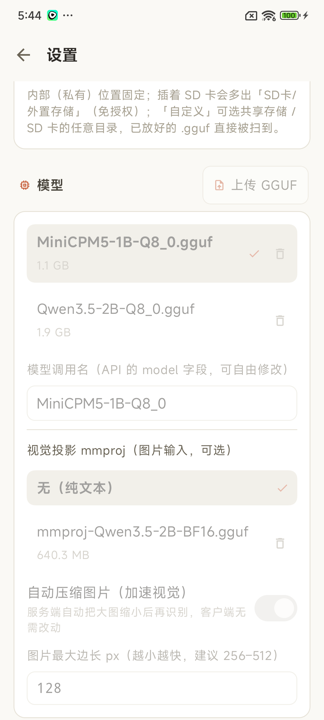 5:44 ···
100
设置
内部（私有）位置固定；插着 SD 卡会多出「SD卡/
外置存储」（免授权）；「自定义」可选共享存储 /
SD 卡的任意目录，已放好的 .gguf 直接被扫到。
模型
上传 GGUF
MiniCPM5-1B-Q8_0.gguf
1.1 GB
Qwen3.5-2B-Q8_0.gguf
1.9 GB
模型调用名（API 的 model 字段，可自由修改）
MiniCPM5-1B-Q8_0
视觉投影 mmproj（图片输入，可选）
无（纯文本）
mmproj-Qwen3.5-2B-BF16.gguf
640.3 MB
自动压缩图片（加速视觉）
服务端自动把大图缩小后再识别，客户端无
需改动
图片最大边长 px（越小越快，建议 256–512）
128